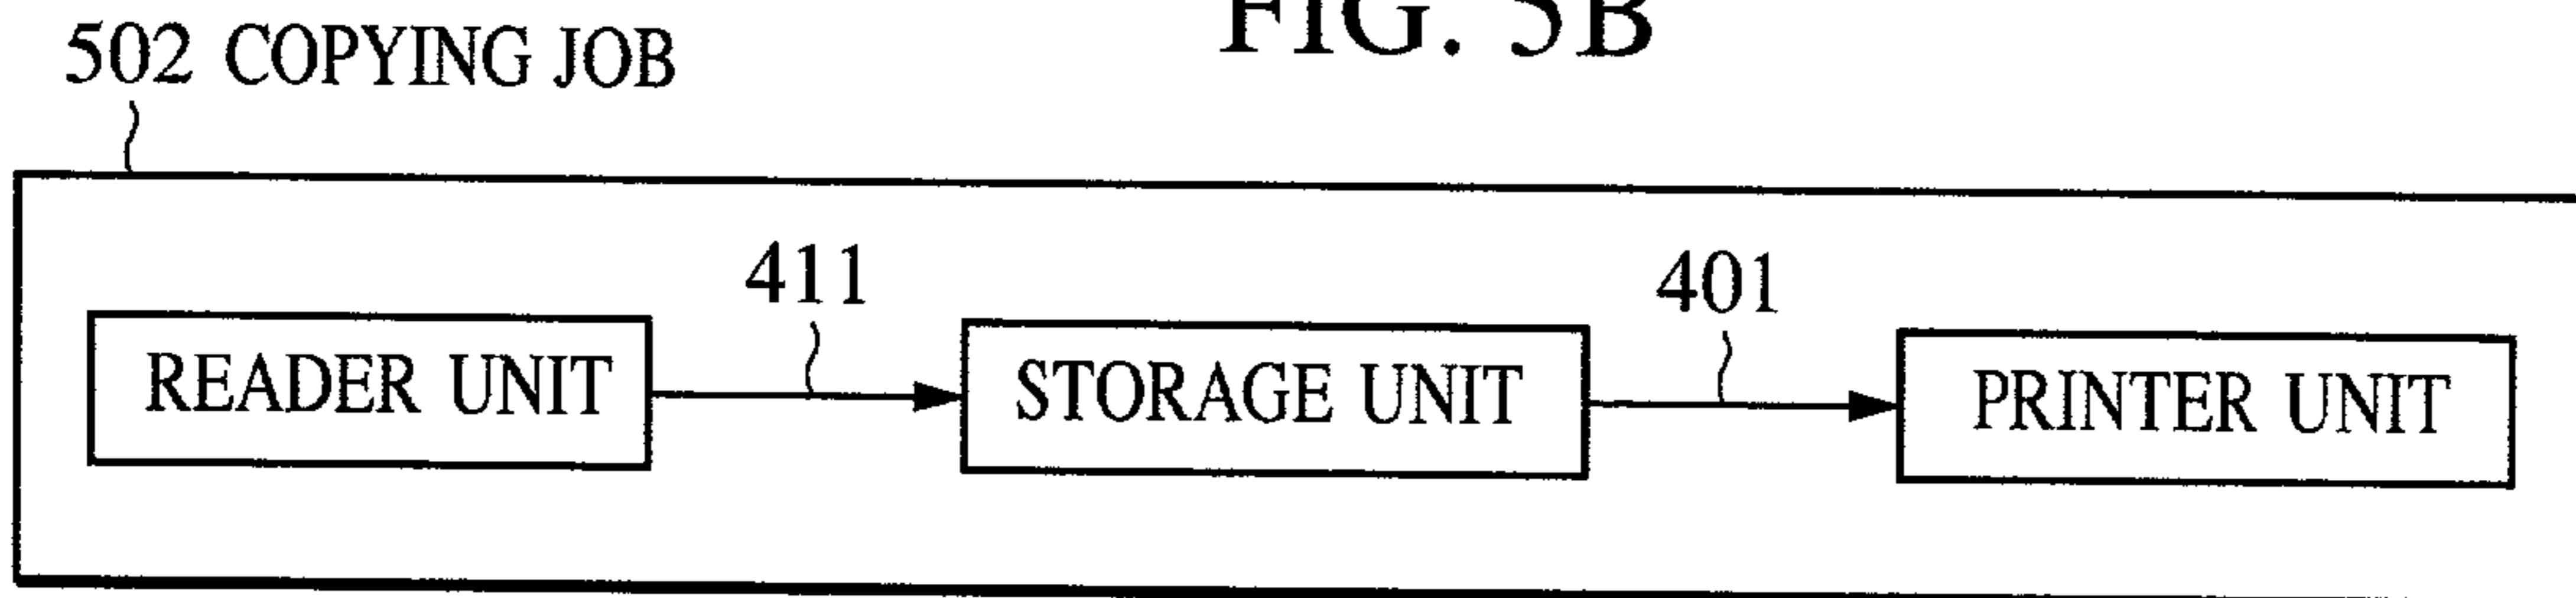 FIG. 5B
502 COPYING JOB
411
401
READER UNIT
STORAGE UNIT
PRINTER UNIT